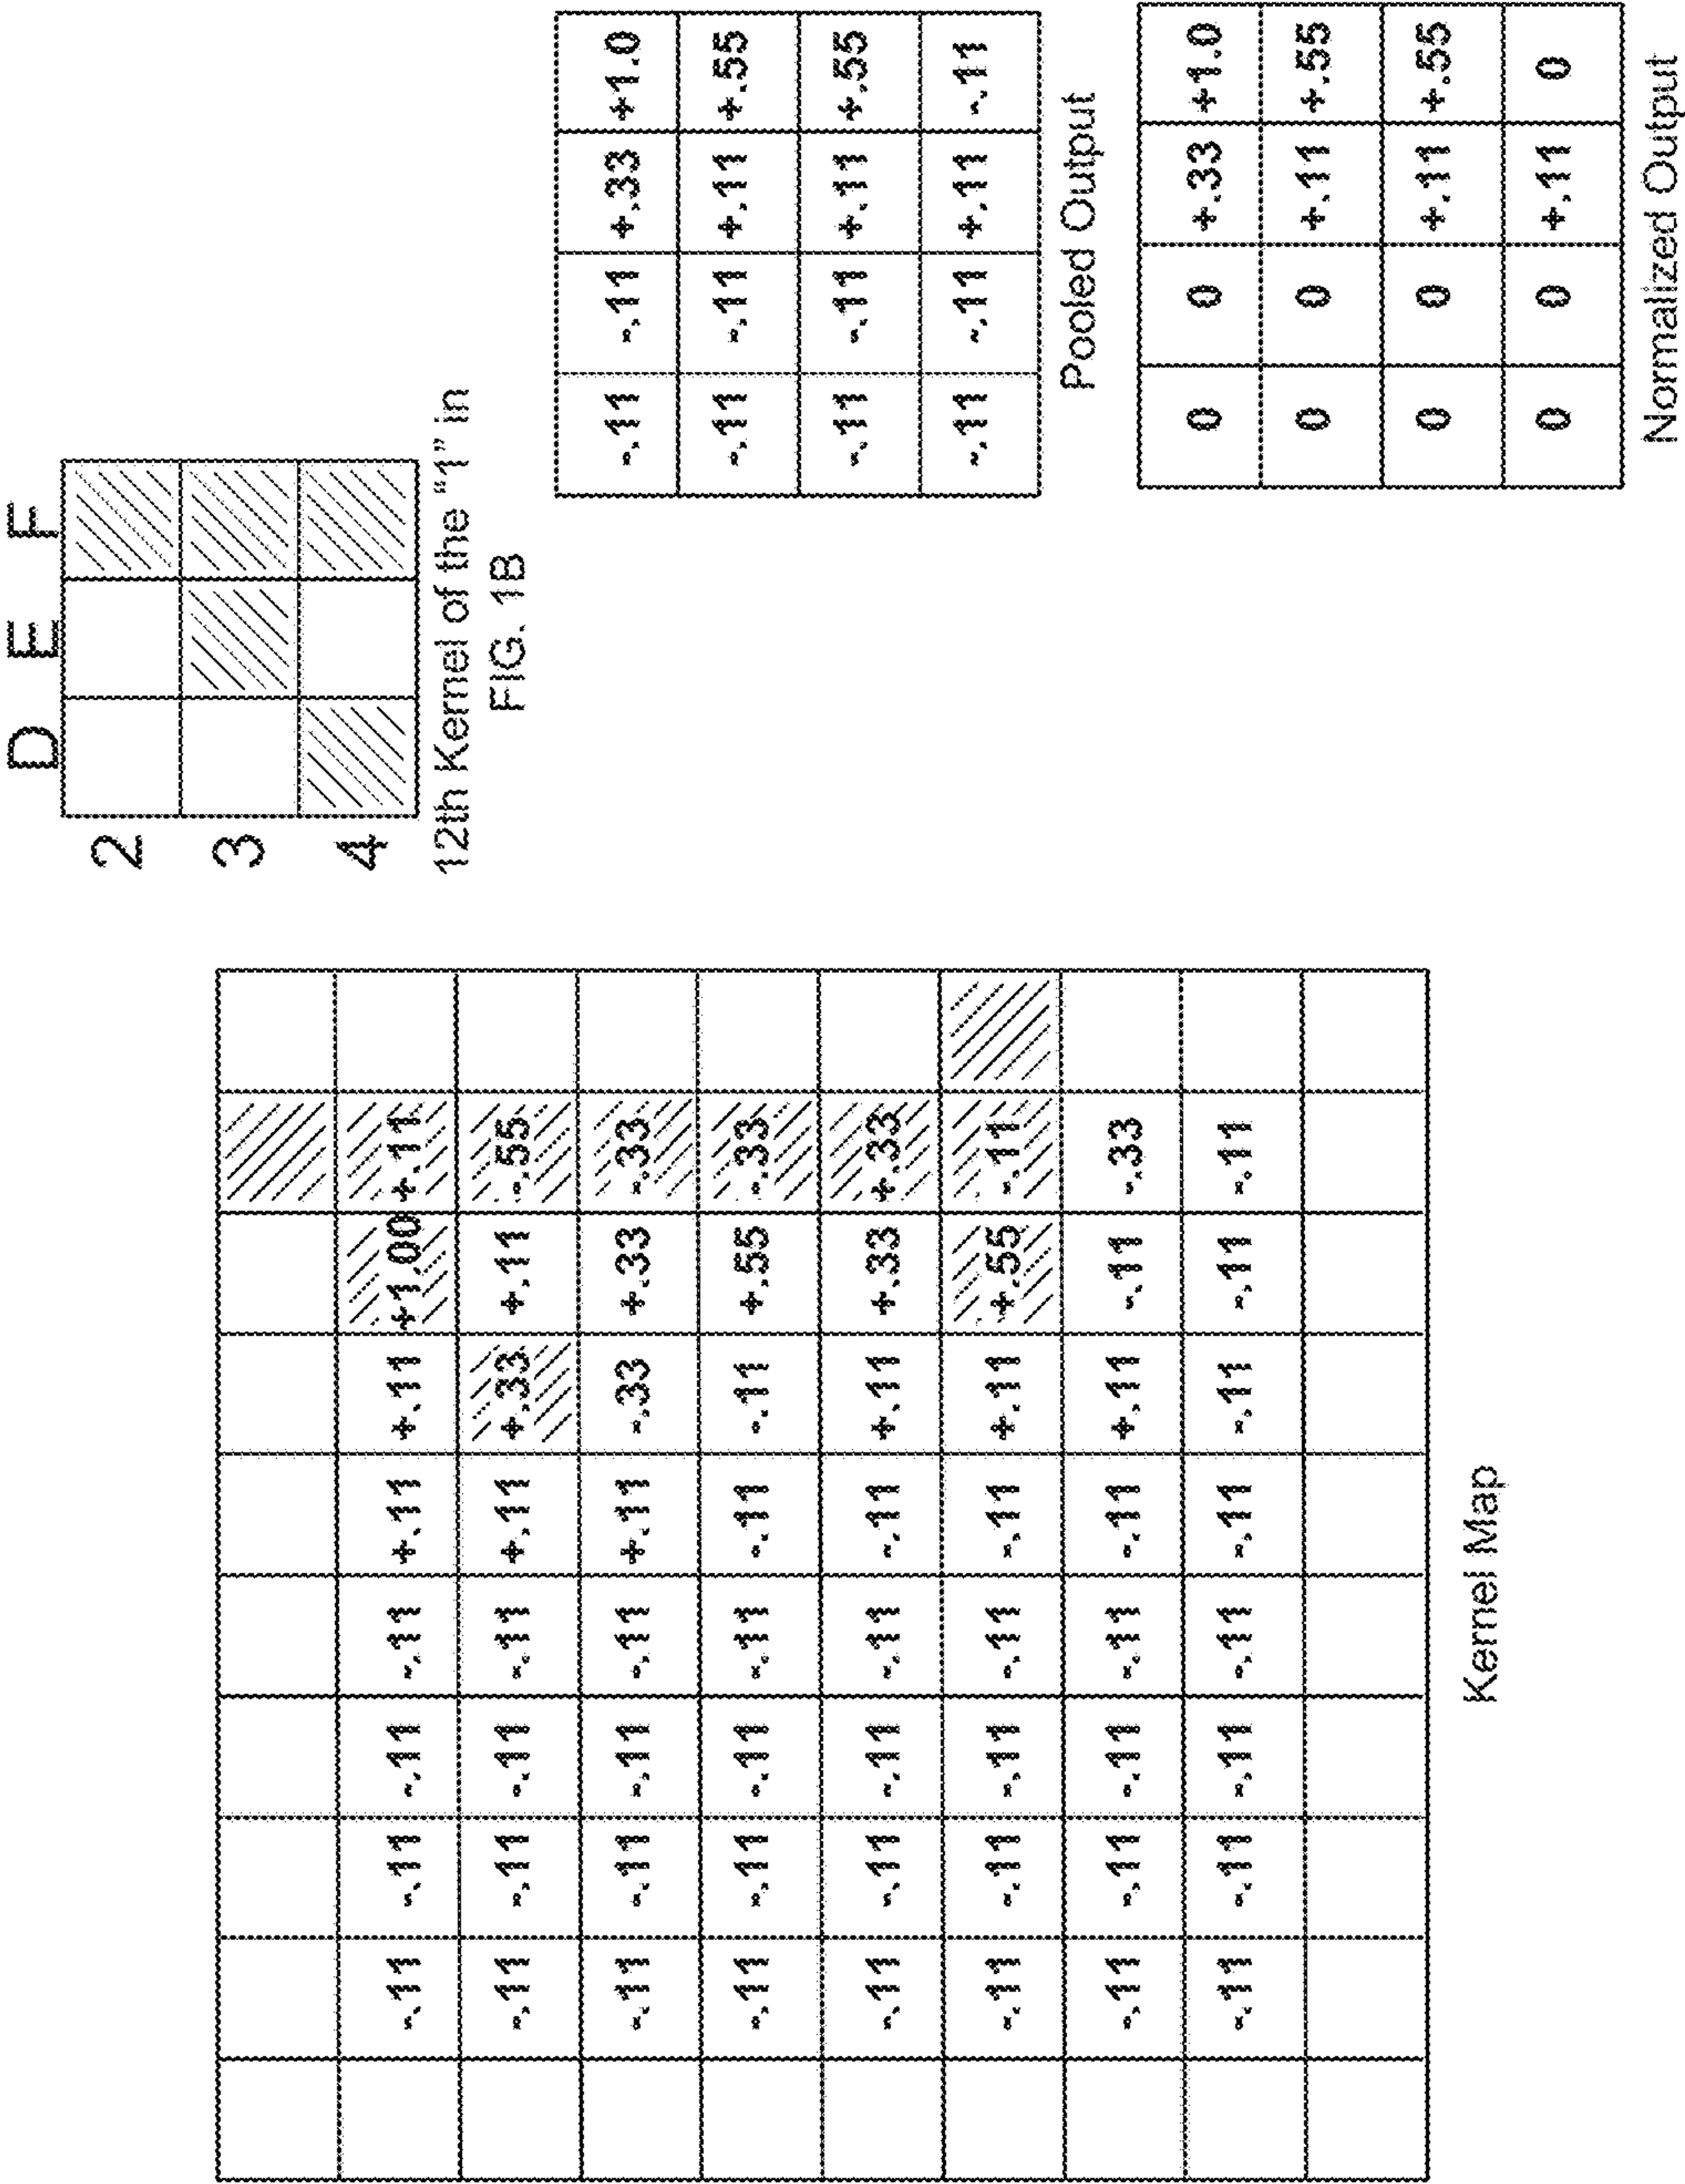 D E F
2
3
4
12th Kernel of the “1” in
FIG. 1B
-.11 -.11 -.11 -.11 +.11 +.11 +1.00 +.11
-.11 -.11 -.11 -.11 +.11 +.33 +.11 -.55
-.11 -.11 -.11 -.11 +.11 -.33 +.33 -.33
-.11 -.11 -.11 -.11 -.11 -.11 +.55 -.33
-.11 -.11 -.11 -.11 -.11 +.11 +.33 +.33
-.11 -.11 -.11 -.11 -.11 +.11 +.55 -.11
-.11 -.11 -.11 -.11 -.11 +.11 -.11 -.33
-.11 -.11 -.11 -.11 -.11 -.11 -.11 -.11
Kernel Map
-.11 -.11 +.33 +1.0
-.11 -.11 +.11 +.55
-.11 -.11 +.11 +.55
-.11 -.11 +.11 -.11
Pooled Output
0 0 +.33 +1.0
0 0 +.11 +.55
0 0 +.11 +.55
0 0 +.11 0
Normalized Output